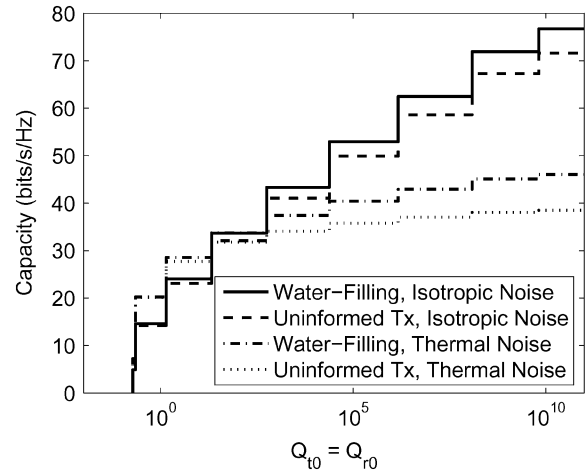 80
70
60
50
40
30
20
10
0
Capacity (bits/s/Hz)
Water-Filling, Isotropic Noise
Uninformed Tx, Isotropic Noise
Water-Filling, Thermal Noise
Uninformed Tx, Thermal Noise
10^0
10^5
10^10
Q_t0 = Q_r0